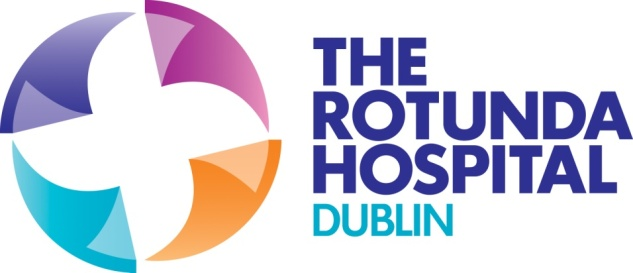 THE
ROTUNDA
HOSPITAL
DUBLIN